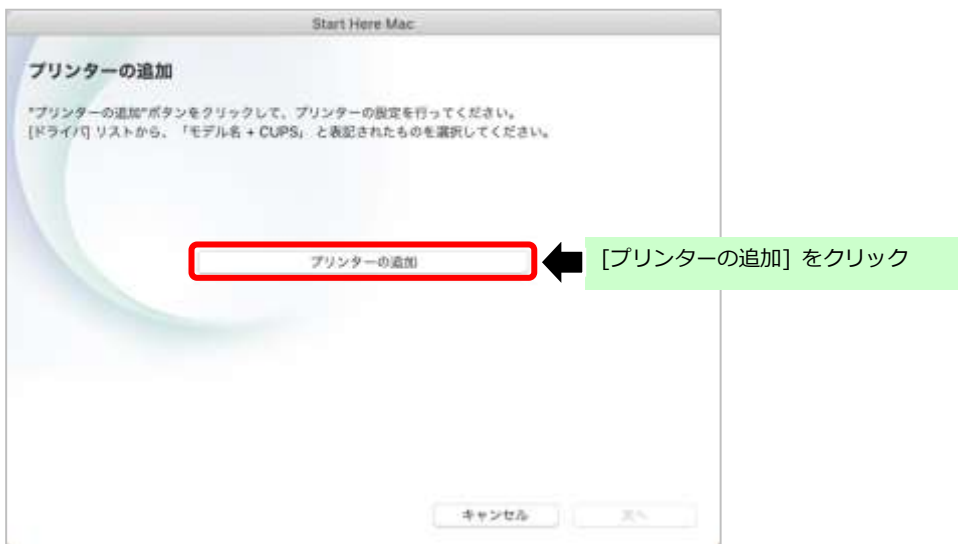 Start Here Mac
プリンターの追加
"プリンターの追加"ボタンをクリックして、プリンターの設定を行ってください。
[ドライバ] リストから、「モデル名 + CUPS」 と表記されたものを選択してください。
プリンターの追加
[プリンターの追加] をクリック
キャンセル
次へ